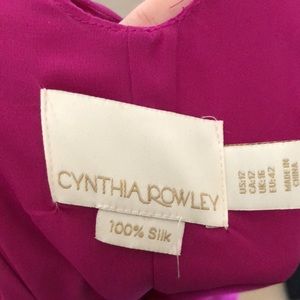 CYNTHIA ROWLEY
100% Silk
US:12
CA:12
UK:16
EU:42
MADE IN
CHINA